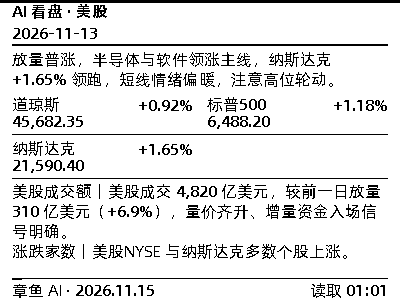 AI 看盘 · 美股
2026-11-13
放量普涨，半导体与软件领涨主线，纳斯达克
+1.65% 领跑，短线情绪偏暖，注意高位轮动。
道琼斯 +0.92% 标普500 +1.18%
45,682.35 6,488.20
纳斯达克 +1.65%
21,590.40
美股成交额｜美股成交 4,820 亿美元，较前一日放量
310 亿美元（+6.9%），量价齐升、增量资金入场信
号明确。
涨跌家数｜美股NYSE 与纳斯达克多数个股上涨。
章鱼 AI · 2026.11.15 读取 01:01